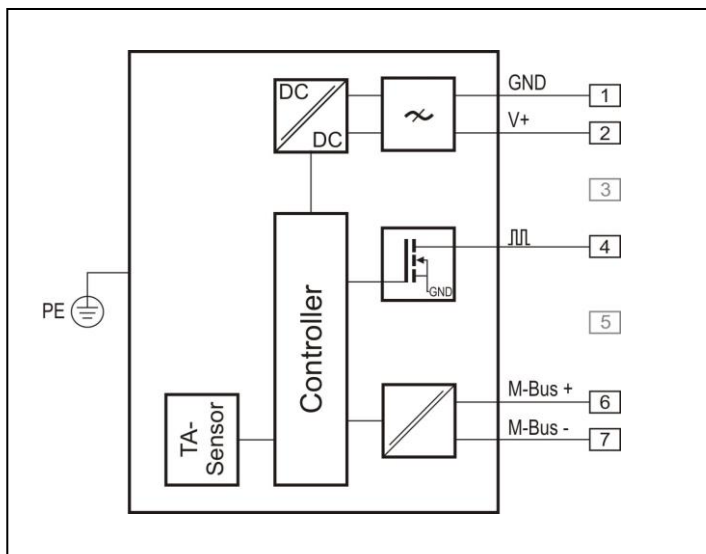 DC
DC
GND
1
V+
2
3
4
GND
PE
5
Controller
TA-
Sensor
M-Bus +
6
M-Bus -
7